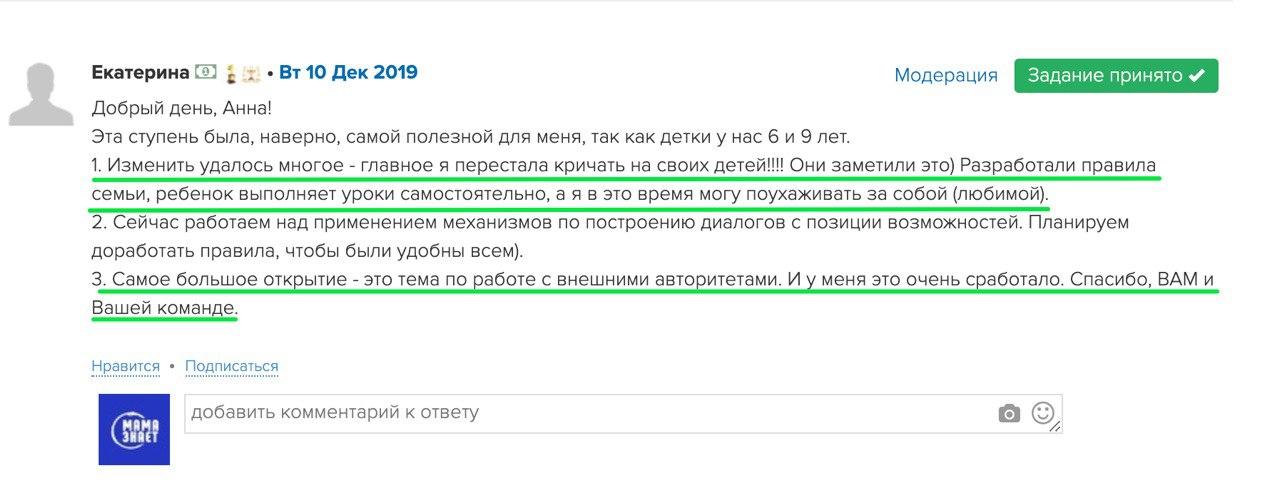 Екатерина • Вт 10 Дек 2019
Модерация
Задание принято ✔
Добрый день, Анна!
Эта ступень была, наверно, самой полезной для меня, так как детки у нас 6 и 9 лет.
1. Изменить удалось многое - главное я перестала кричать на своих детей!!!! Они заметили это) Разработали правила
семьи, ребенок выполняет уроки самостоятельно, а я в это время могу поухаживать за собой (любимой).
2. Сейчас работаем над применением механизмов по построению диалогов с позиции возможностей. Планируем
доработать правила, чтобы были удобны всем).
3. Самое большое открытие - это тема по работе с внешними авторитетами. И у меня это очень сработало. Спасибо, ВАМ и
Вашей команде.
Нравится • Подписаться
МАМА
ЗНАЕТ
добавить комментарий к ответу